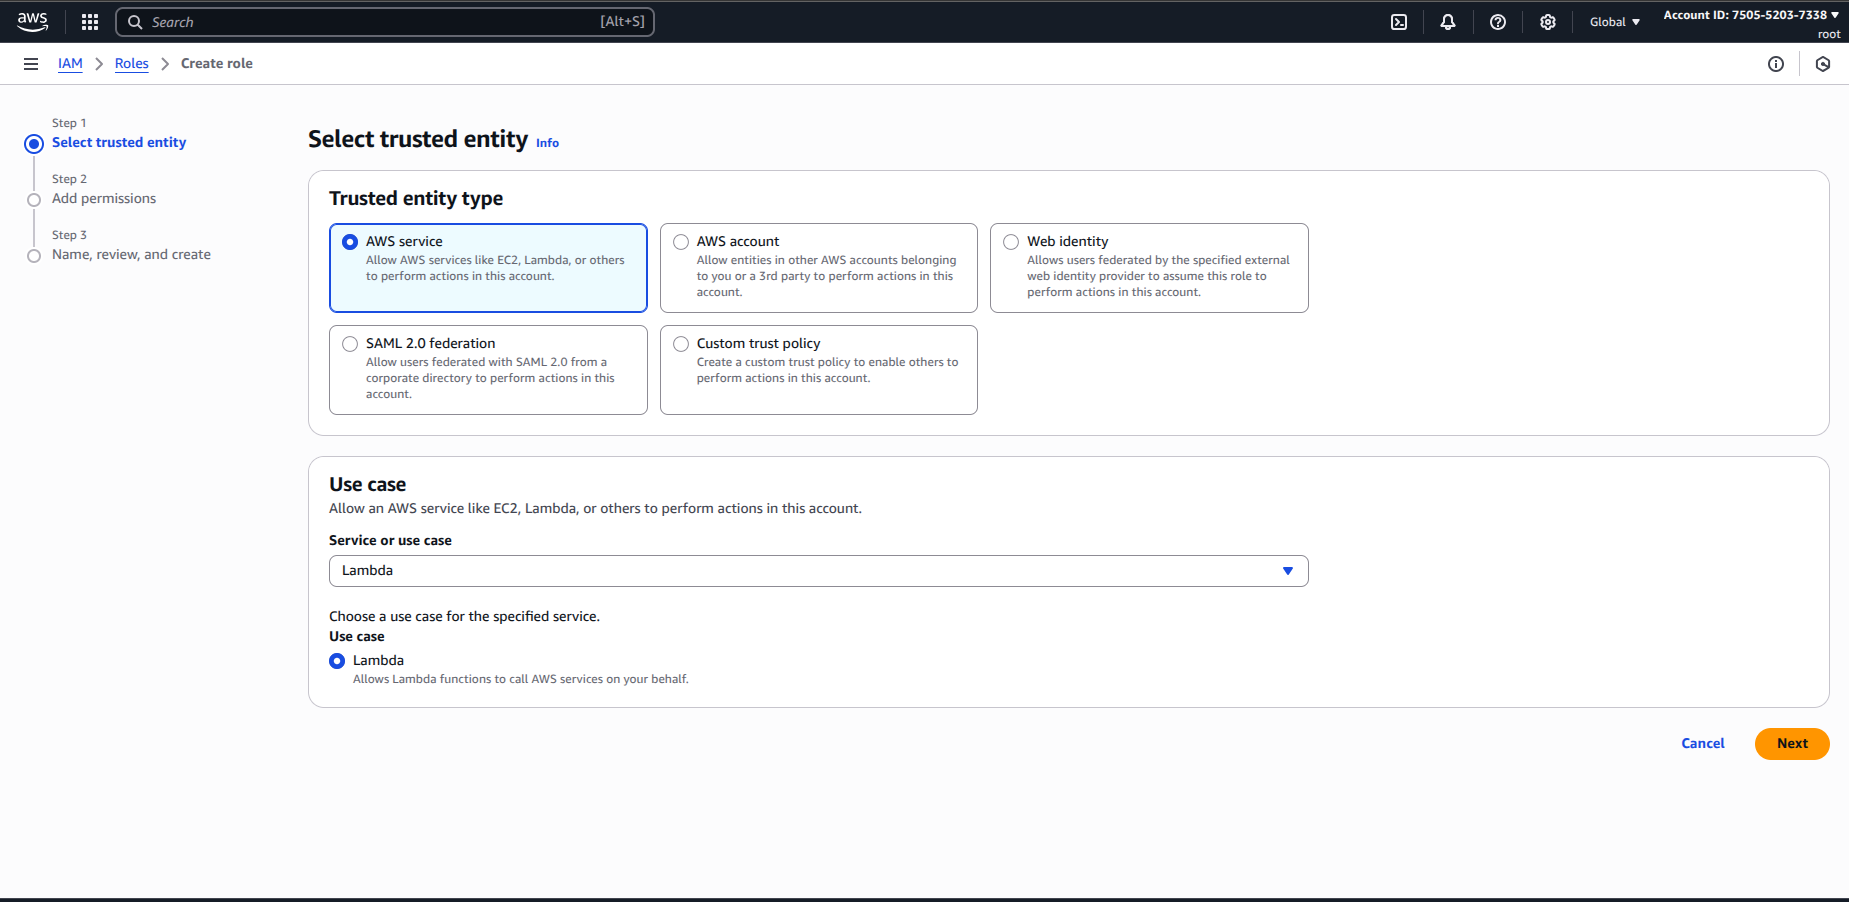 aws
Search
[Alt+S]
Global
Account ID: 7505-5203-7338
root
IAM
Roles
Create role
Step 1
Select trusted entity
Step 2
Add permissions
Step 3
Name, review, and create
Select trusted entity Info
Trusted entity type
AWS service
Allow AWS services like EC2, Lambda, or others
to perform actions in this account.
AWS account
Allow entities in other AWS accounts belonging
to you or a 3rd party to perform actions in this
account.
Web identity
Allows users federated by the specified external
web identity provider to assume this role to
perform actions in this account.
SAML 2.0 federation
Allow users federated with SAML 2.0 from a
corporate directory to perform actions in this
account.
Custom trust policy
Create a custom trust policy to enable others to
perform actions in this account.
Use case
Allow an AWS service like EC2, Lambda, or others to perform actions in this account.
Service or use case
Lambda
Choose a use case for the specified service.
Use case
Lambda
Allows Lambda functions to call AWS services on your behalf.
Cancel
Next